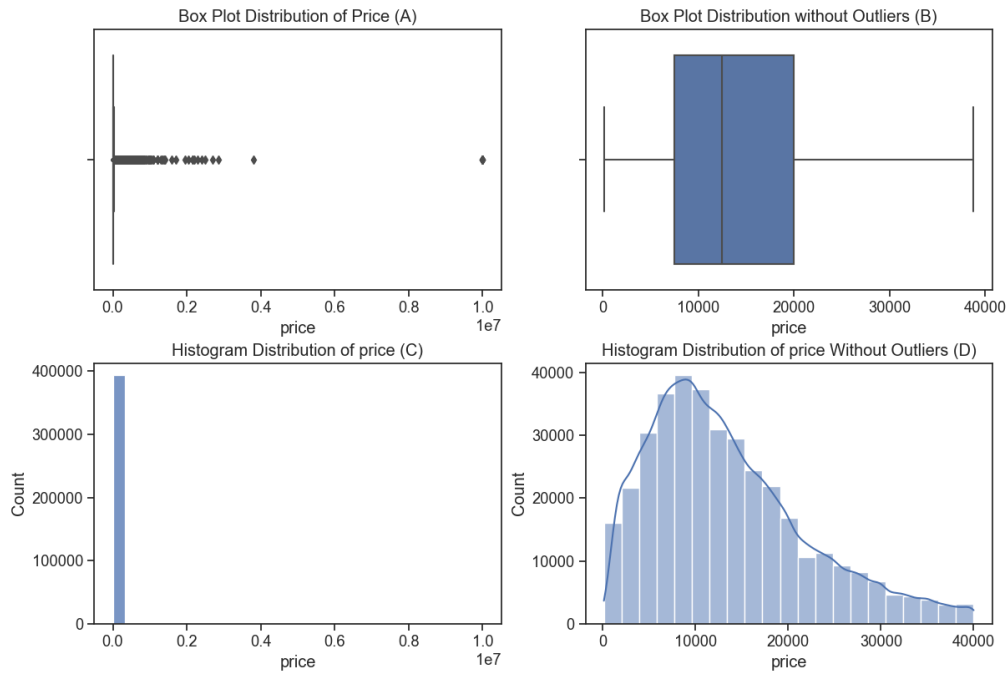 Box Plot Distribution of Price (A)
0.0 0.2 0.4 0.6 0.8 1.0
1e7
price
Box Plot Distribution without Outliers (B)
0 10000 20000 30000 40000
price
Histogram Distribution of price (C)
400000
300000
200000
100000
0
Count
0.0 0.2 0.4 0.6 0.8 1.0
1e7
price
Histogram Distribution of price Without Outliers (D)
40000
30000
20000
10000
0
Count
0 10000 20000 30000 40000
price